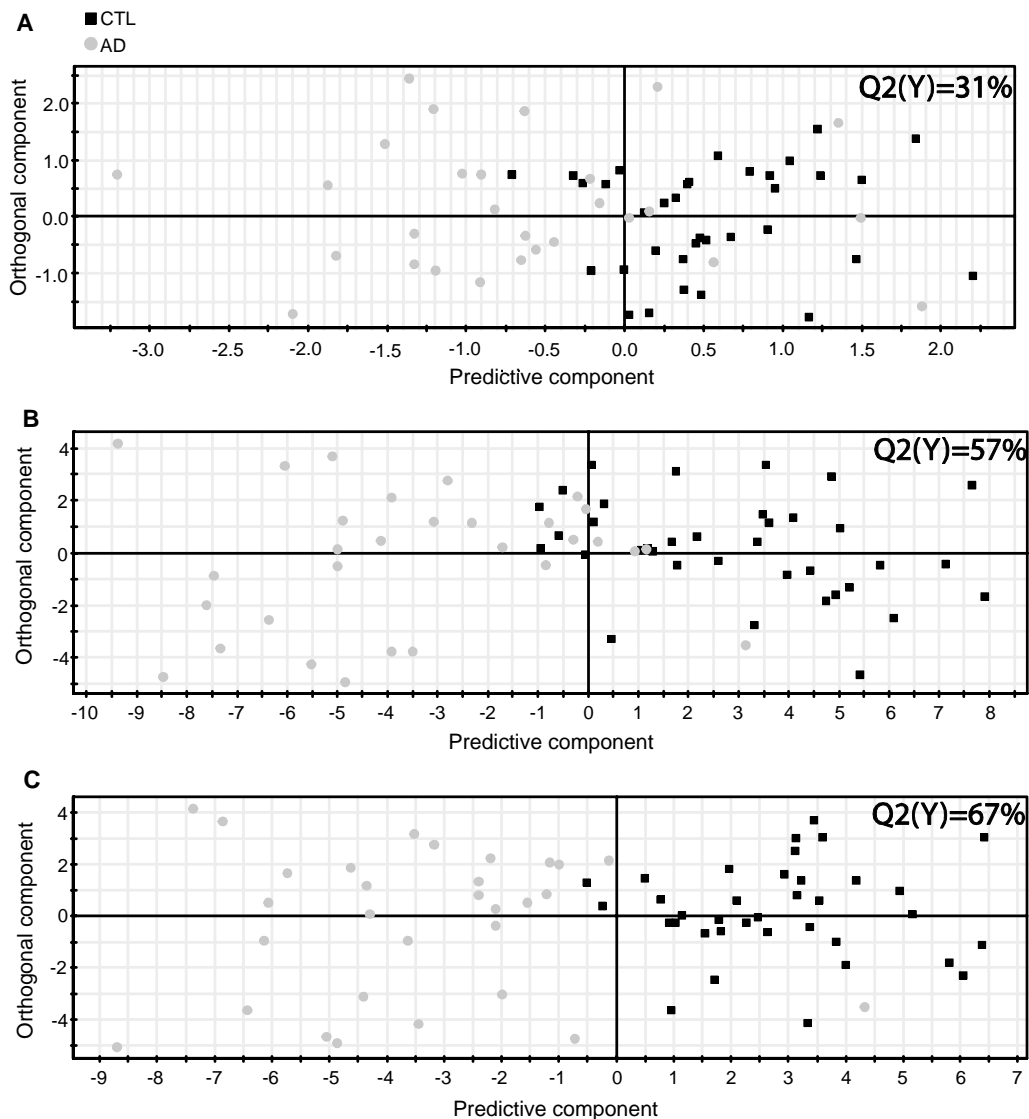 A
CTL
AD
Q2(Y)=31%
Orthogonal component
2.0
1.0
0.0
-1.0
-3.0 -2.5 -2.0 -1.5 -1.0 -0.5 0.0 0.5 1.0 1.5 2.0
Predictive component
B
Q2(Y)=57%
Orthogonal component
4
2
0
-2
-4
-10 -9 -8 -7 -6 -5 -4 -3 -2 -1 0 1 2 3 4 5 6 7 8
Predictive component
C
Q2(Y)=67%
Orthogonal component
4
2
0
-2
-4
-9 -8 -7 -6 -5 -4 -3 -2 -1 0 1 2 3 4 5 6 7
Predictive component